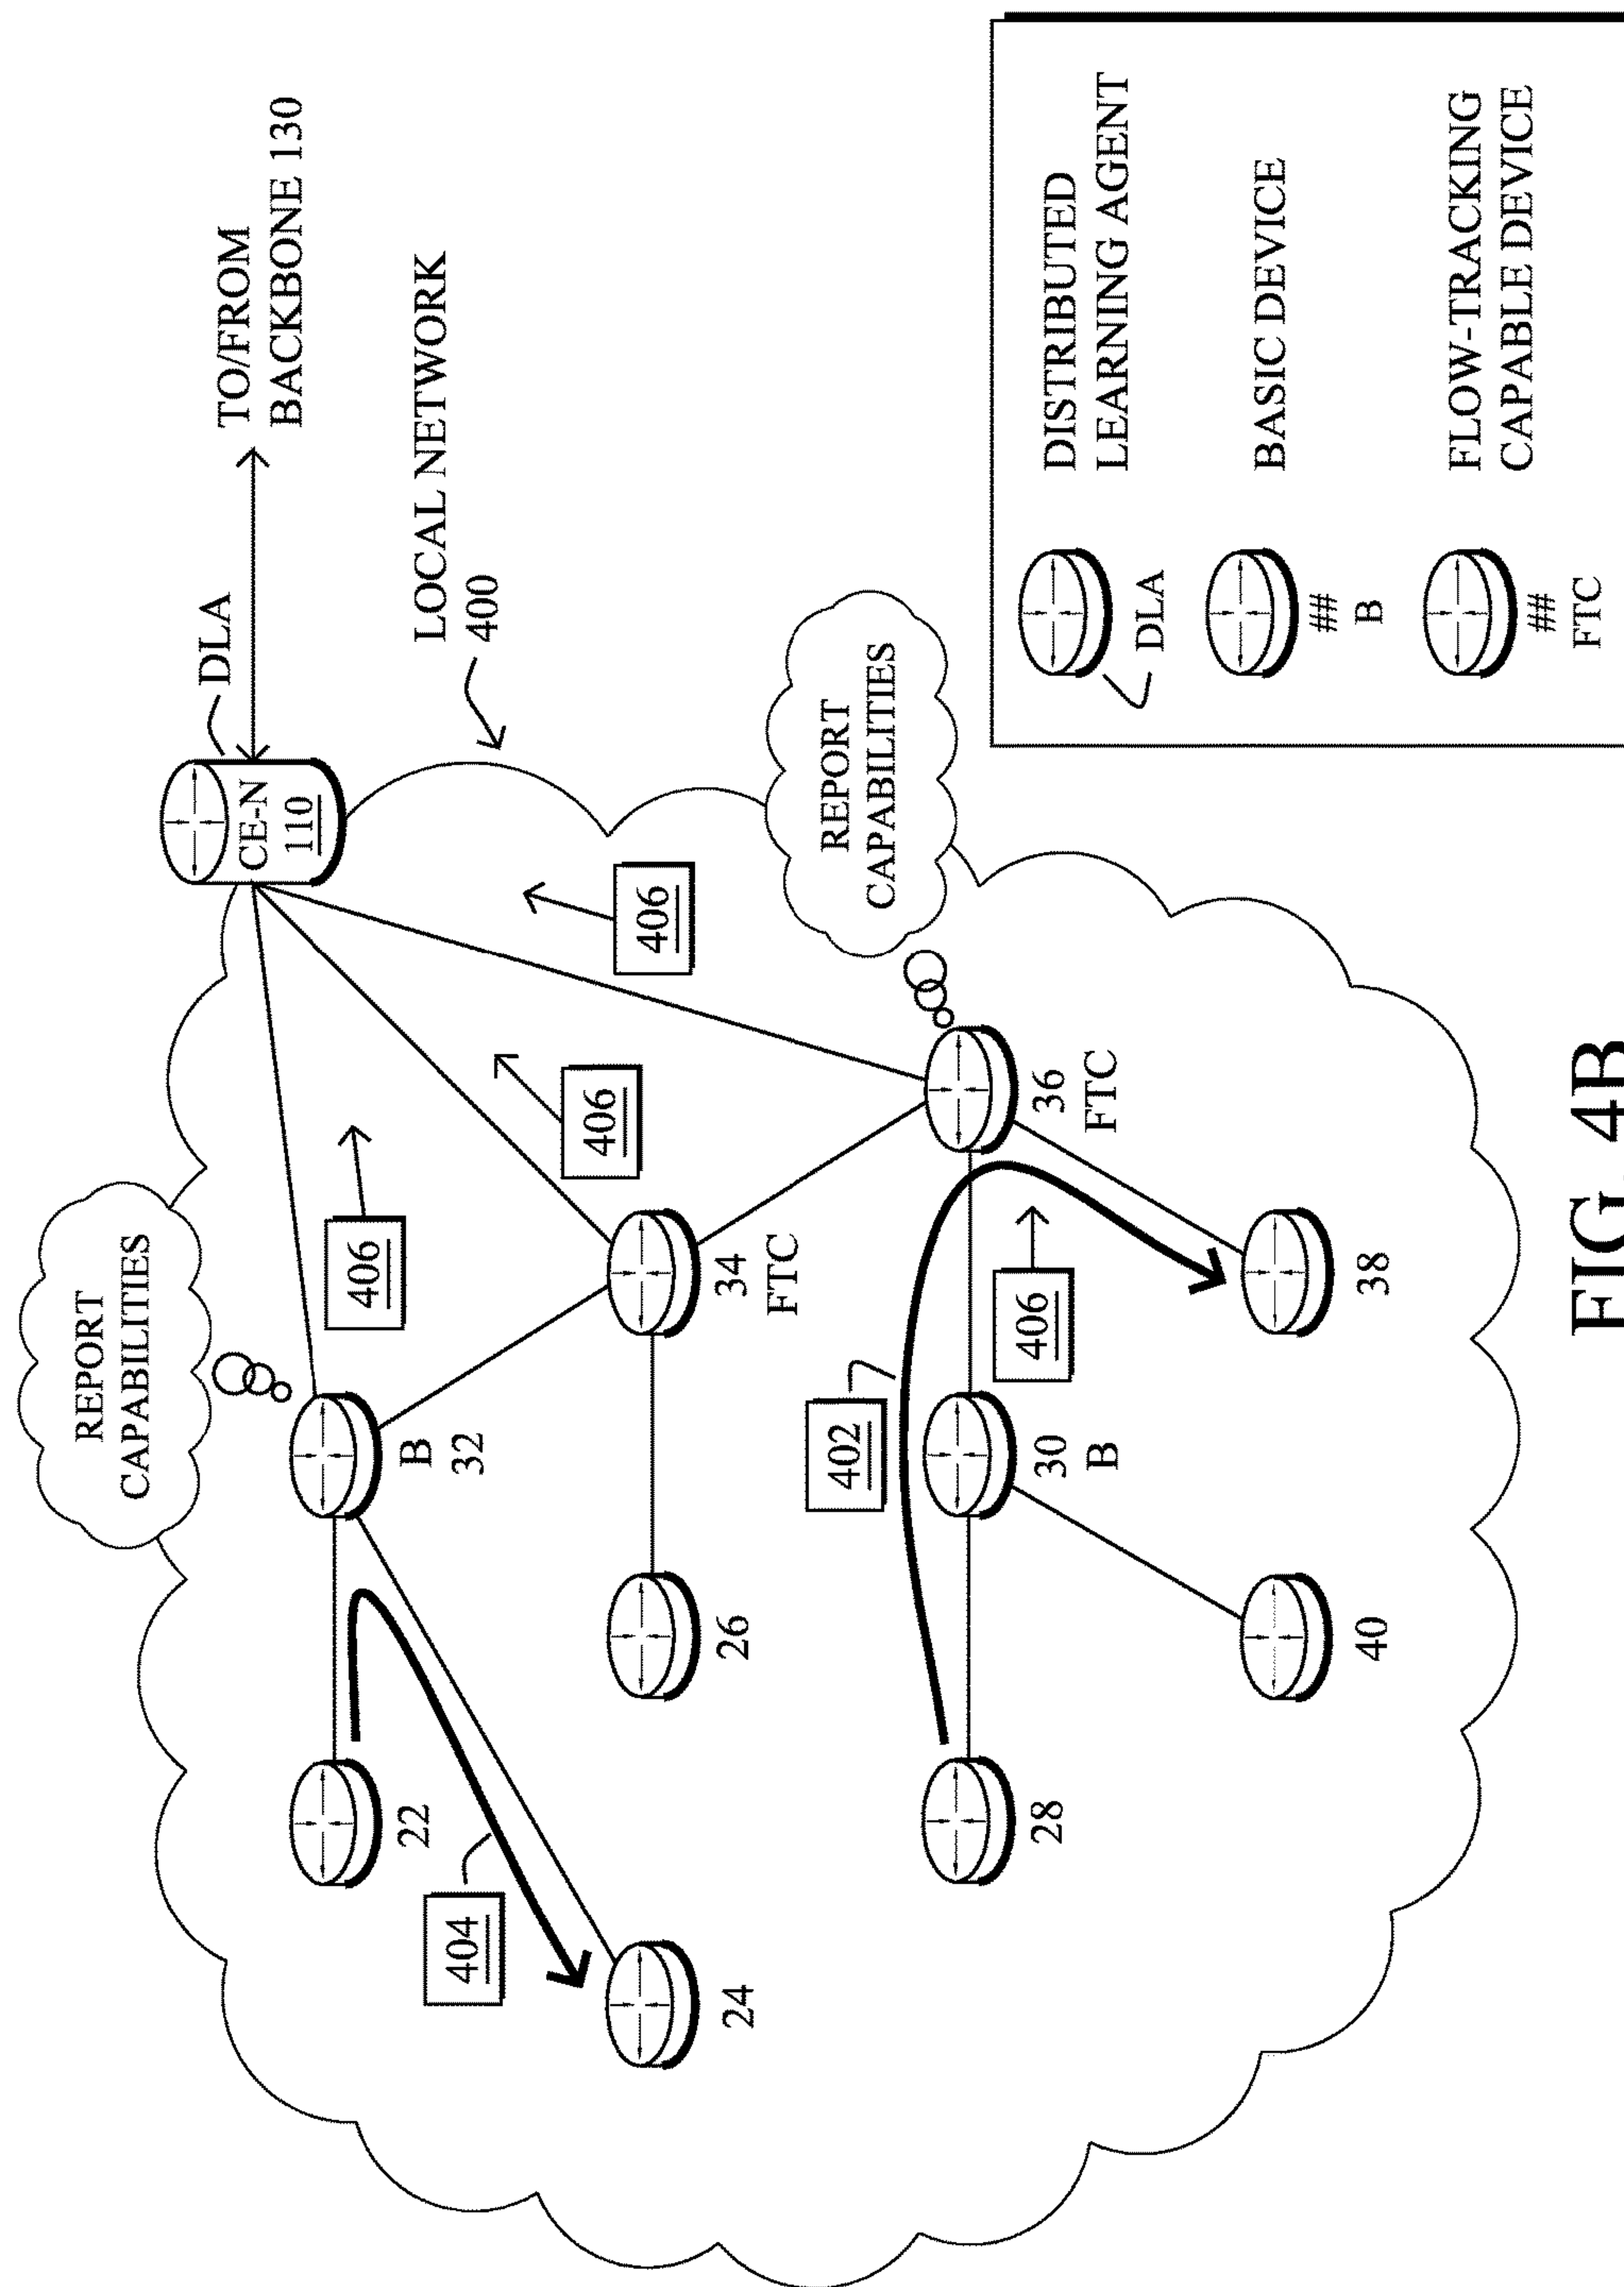 REPORT
CAPABILITIES
DLA
TO/FROM
BACKBONE 130
CE-N
110
LOCAL NETWORK
400
406
406
406
REPORT
CAPABILITIES
22
B
32
404
24
26
34
FTC
402
28
30
B
406
36
FTC
40
38
DLA
DISTRIBUTED
LEARNING AGENT
##
B
BASIC DEVICE
##
FTC
FLOW-TRACKING
CAPABLE DEVICE
FIG. 4B